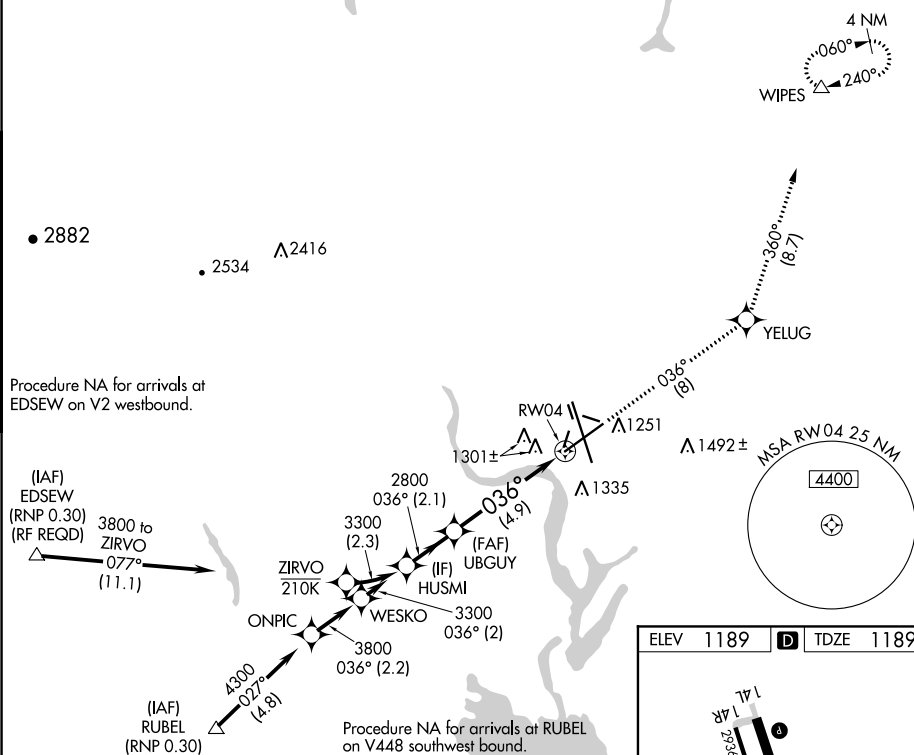 4 NM
060°
240°
WIPES
2882
2534
2416
360°
(8.7)
YELUG
Procedure NA for arrivals at
EDSEW on V2 westbound.
036°
(8)
RW04
1251
1301±
1492±
MSA RW04 25 NM
4400
1335
(IAF)
EDSEW
(RNP 0.30)
(RF REQD)
3800 to
ZIRVO
077°
(11.1)
2800
036° (2.1)
036°
(4.9)
3300
(2.3)
(FAF)
UBGUY
(IF)
HUSMI
ZIRVO
210K
WESKO
3300
036° (2)
ONPIC
3800
036° (2.2)
4300
027°
(4.8)
(IAF)
RUBEL
(RNP 0.30)
Procedure NA for arrivals at RUBEL
on V448 southwest bound.
ELEV 1189 D TDZE 1189
14L
14R
P